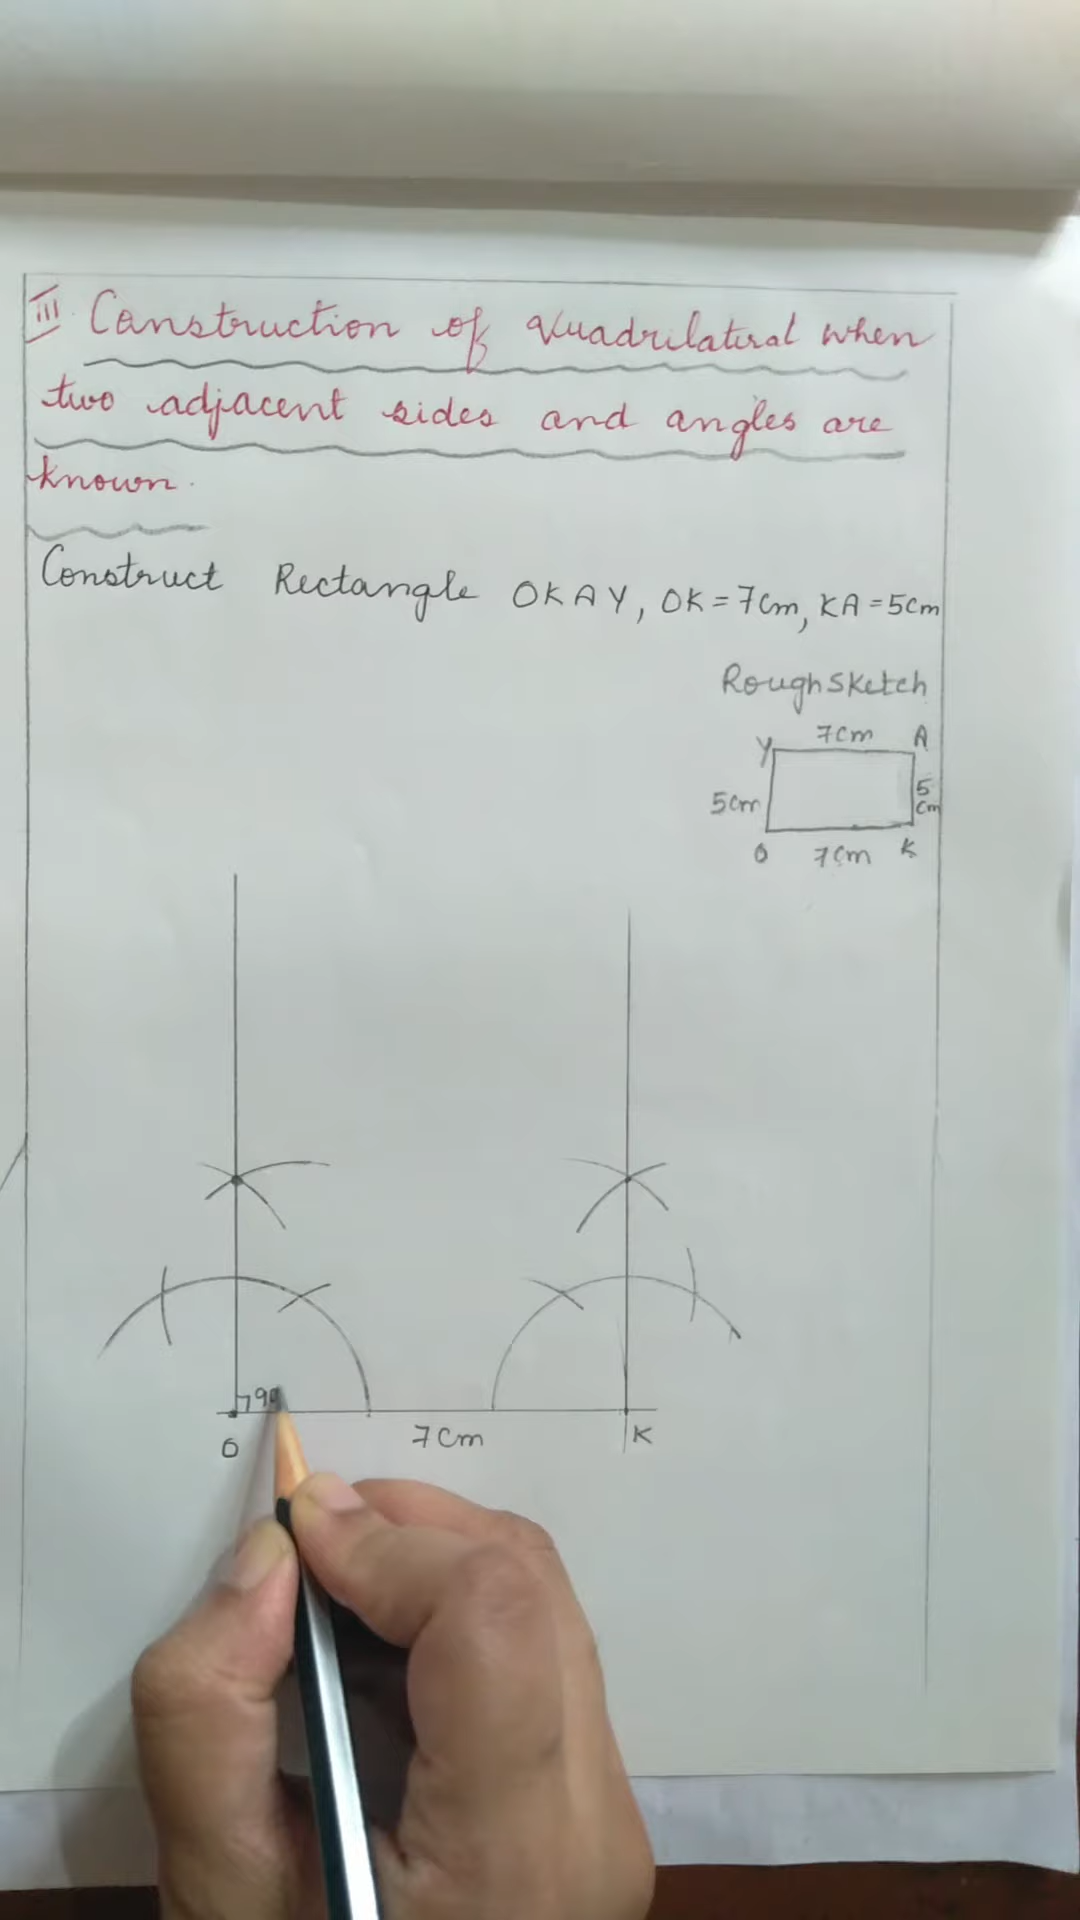 III. Construction of Quadrilateral when
two adjacent sides and angles are
known.
Construct Rectangle OKAY, OK=7cm, KA=5cm
Rough Sketch
Y 7cm A
5cm 5 cm
O 7cm K
90
O 7cm K